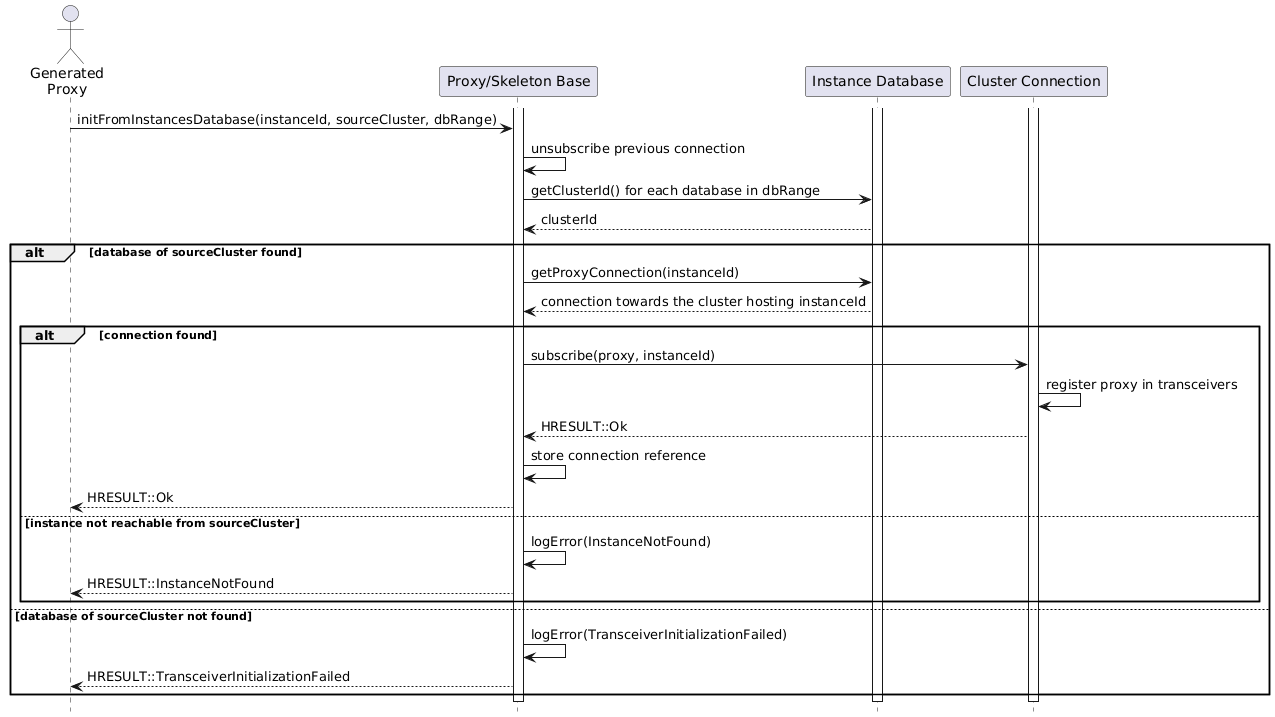 Generated
Proxy
Proxy/Skeleton Base
Instance Database
Cluster Connection
initFromInstancesDatabase(instanceId, sourceCluster, dbRange)
unsubscribe previous connection
getClusterId() for each database in dbRange
clusterId
alt [database of sourceCluster found]
getProxyConnection(instanceId)
connection towards the cluster hosting instanceId
alt [connection found]
subscribe(proxy, instanceId)
register proxy in transceivers
HRESULT::Ok
store connection reference
HRESULT::Ok
[instance not reachable from sourceCluster]
logError(InstanceNotFound)
HRESULT::InstanceNotFound
[database of sourceCluster not found]
logError(TransceiverInitializationFailed)
HRESULT::TransceiverInitializationFailed